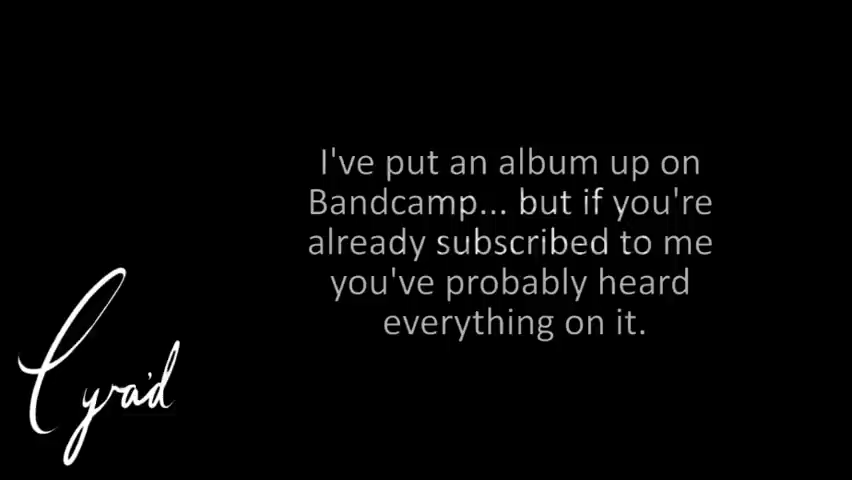 I've put an album up on
Bandcamp... but if you're
already subscribed to me
you've probably heard
everything on it.
Cyra'd